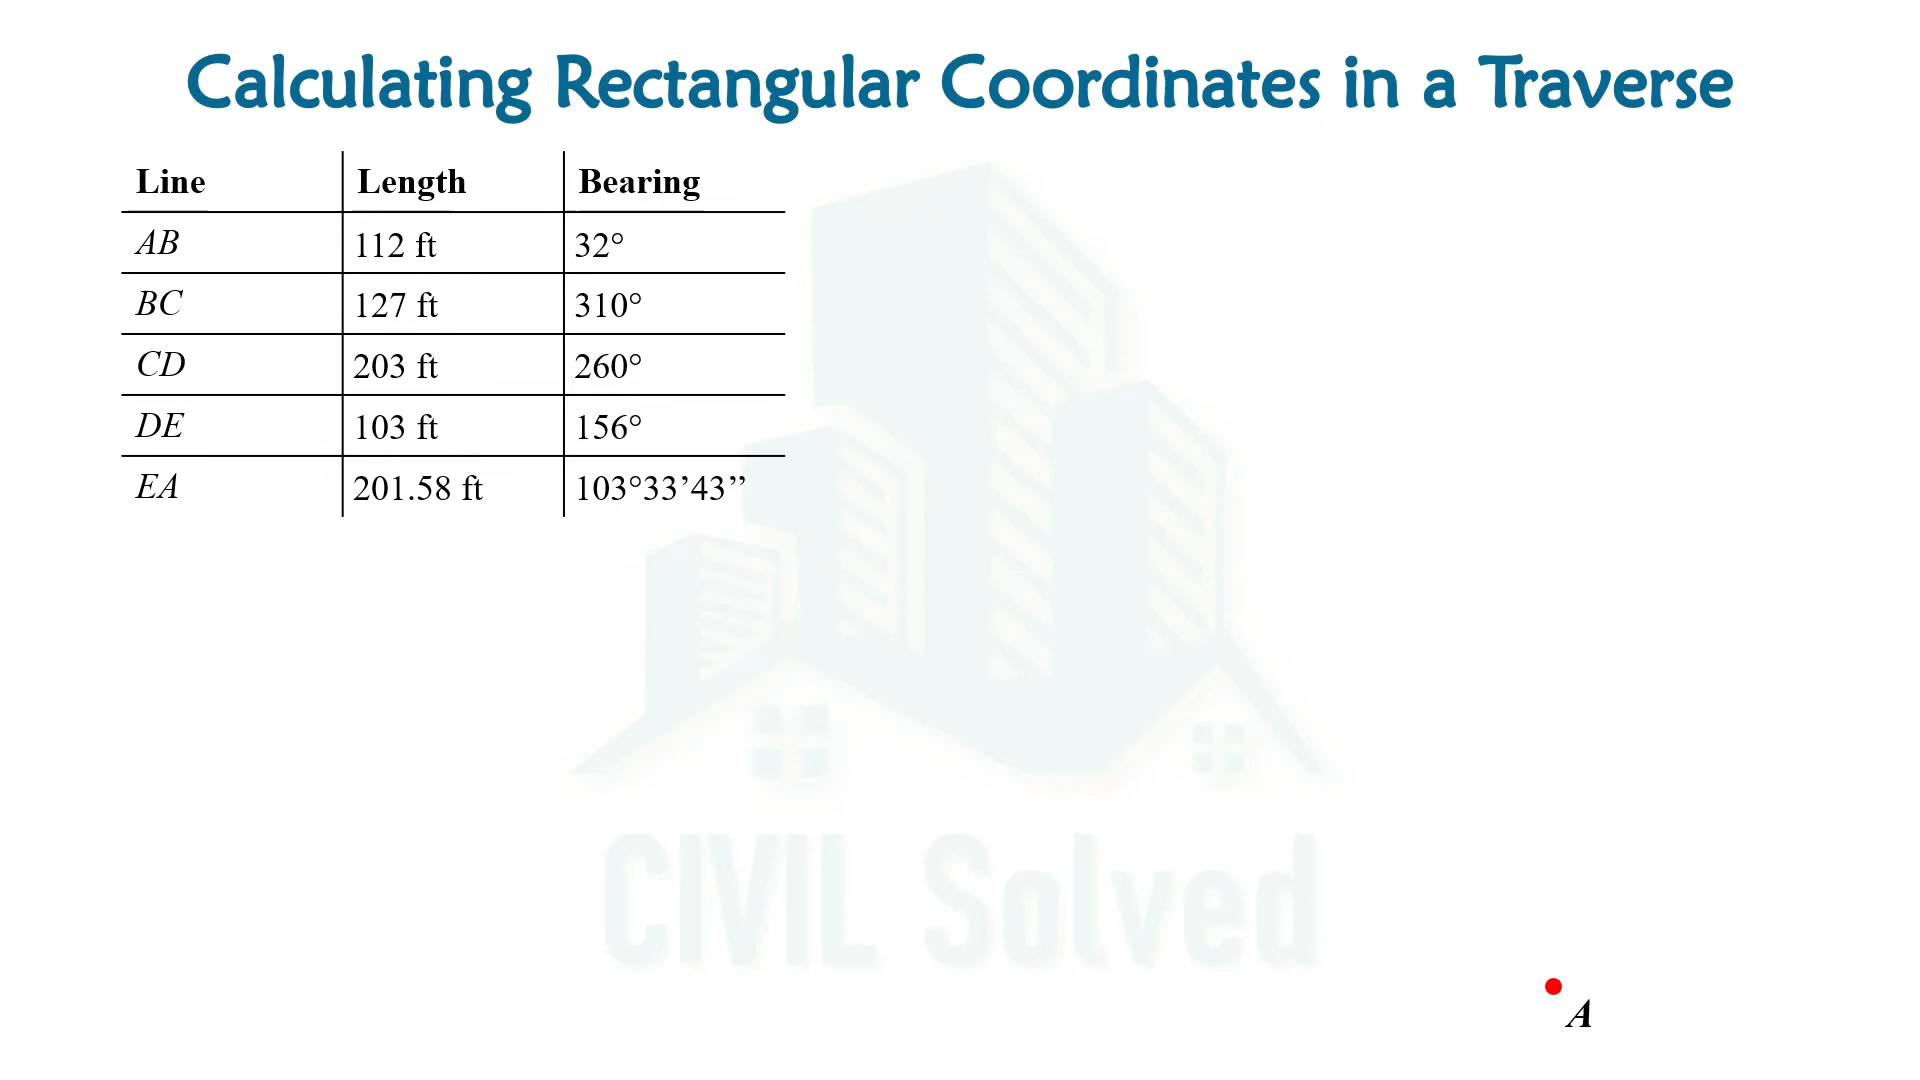 Calculating Rectangular Coordinates in a Traverse
Line Length Bearing
AB 112 ft 32°
BC 127 ft 310°
CD 203 ft 260°
DE 103 ft 156°
EA 201.58 ft 103°33’43’’
CIVIL Solved
A